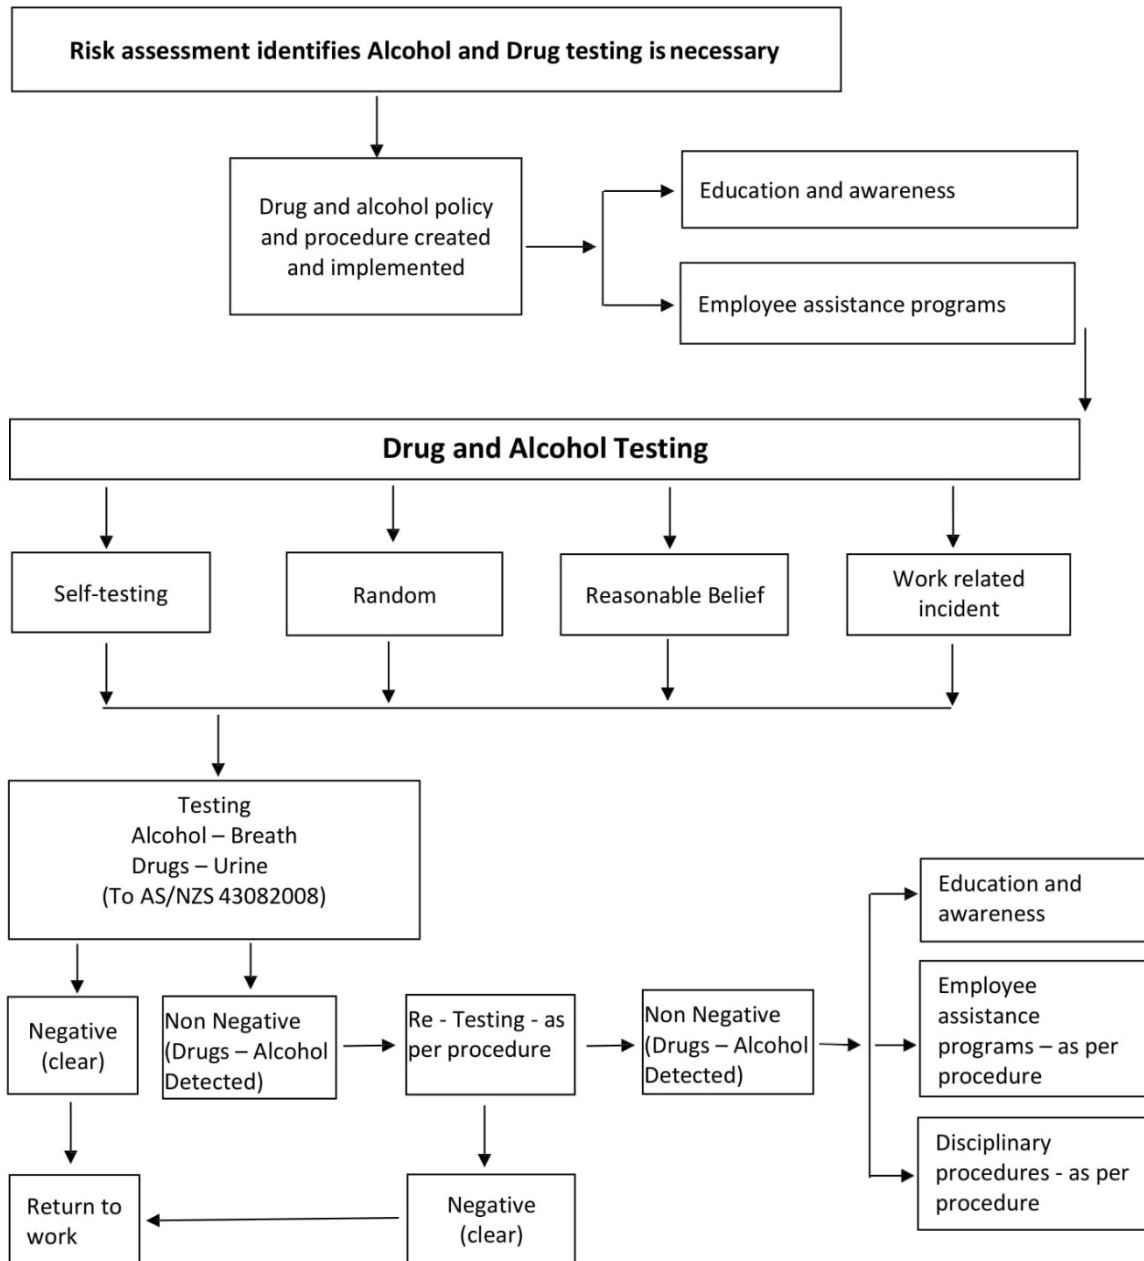 Risk assessment identifies Alcohol and Drug testing is necessary
Drug and alcohol policy
and procedure created
and implemented
Education and awareness
Employee assistance programs
Drug and Alcohol Testing
Self-testing
Random
Reasonable Belief
Work related
incident
Testing
Alcohol – Breath
Drugs – Urine
(To AS/NZS 43082008)
Negative
(clear)
Non Negative
(Drugs – Alcohol
Detected)
Re - Testing - as
per procedure
Non Negative
(Drugs – Alcohol
Detected)
Education and
awareness
Employee
assistance
programs – as per
procedure
Disciplinary
procedures - as per
procedure
Return to
work
Negative
(clear)